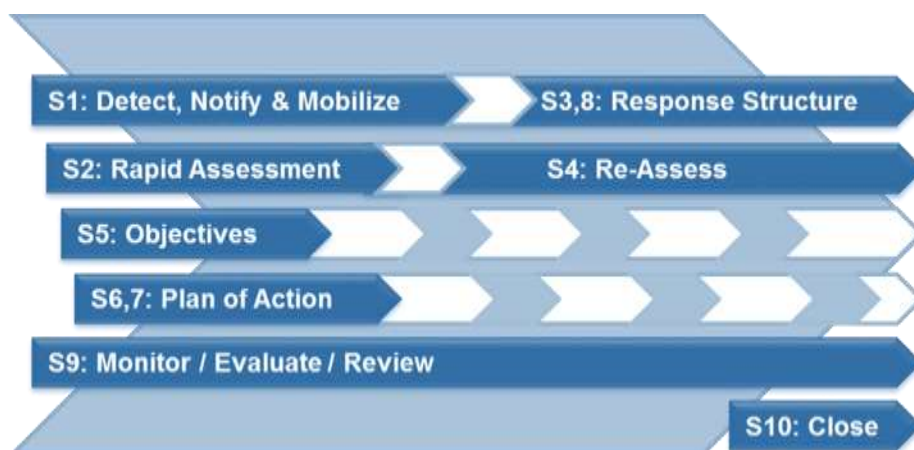 S1: Detect, Notify & Mobilize
S3,8: Response Structure
S2: Rapid Assessment
S4: Re-Assess
S5: Objectives
S6,7: Plan of Action
S9: Monitor / Evaluate / Review
S10: Close